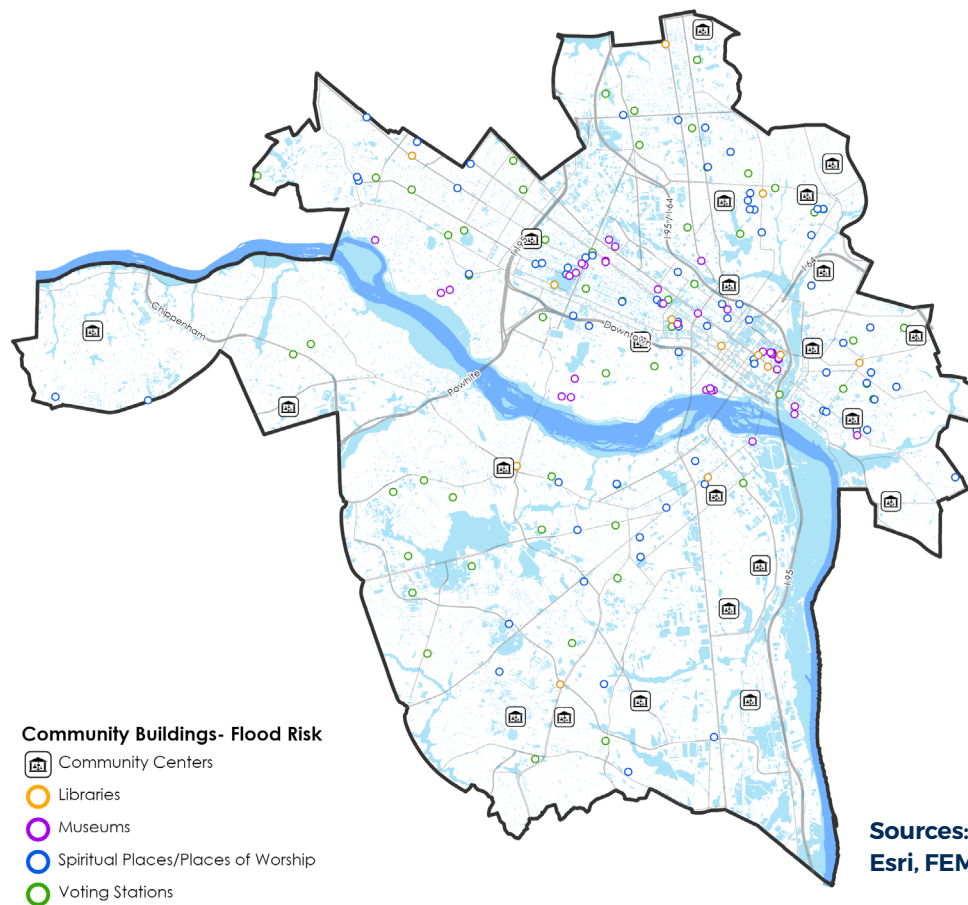 I-95 / I-64
I-95
I-64
Chippenham
Downtown
Powhite
I-95
Community Buildings- Flood Risk
Community Centers
Libraries
Museums
Spiritual Places/Places of Worship
Voting Stations
Sources:
Esri, FEM